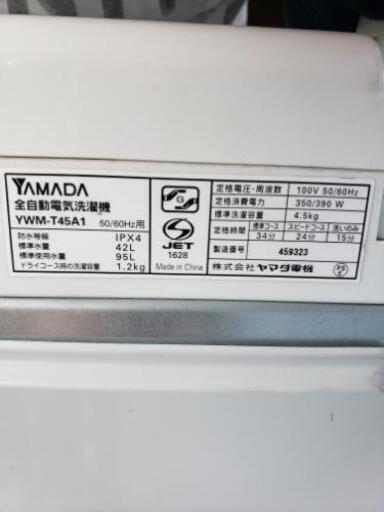 YAMADA
全自動電気洗濯機
YWM-T45A1 50/60Hz用
防水等級 IPX4
標準水量 42L
標準使用水量 95L
ドライコース時の洗濯容量 1.2kg
G
JET
1628
Made in China
定格電圧・周波数 100V 50/60Hz
定格消費電力 350/390 W
標準洗濯容量 4.5kg
定格時間 標準コース スピードコース 洗いのみ
34分 24分 15分
製造番号 459323
株式会社 ヤマダ電機